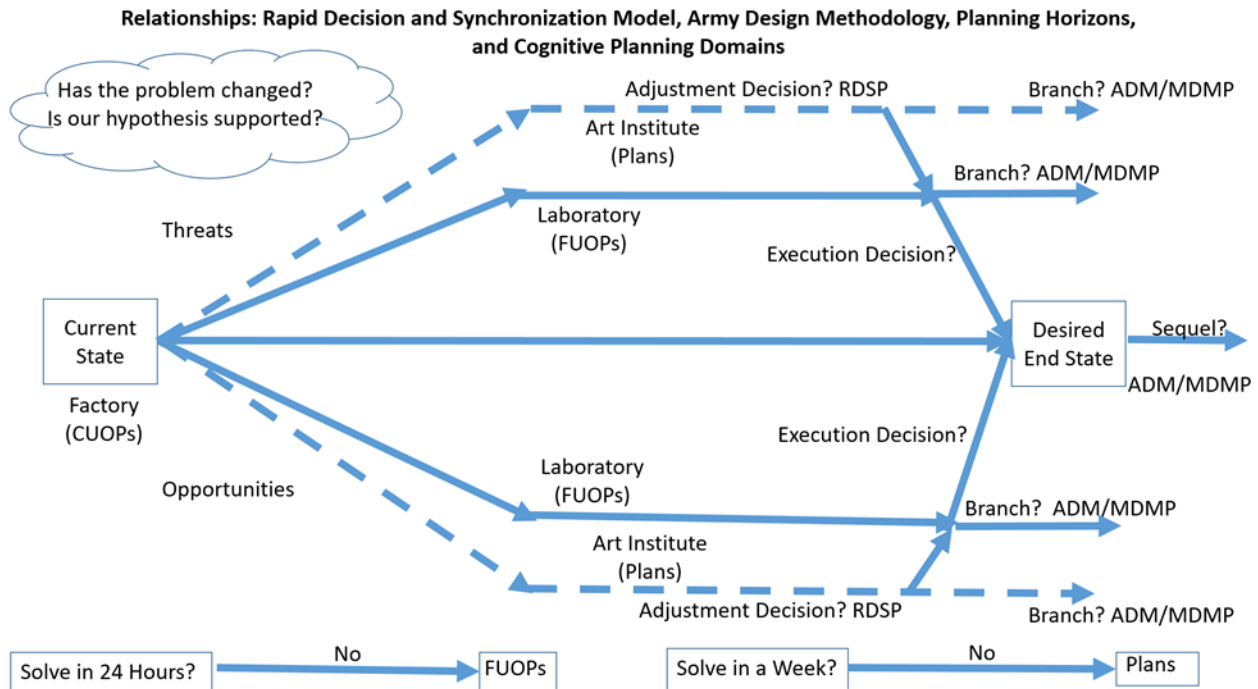 Relationships: Rapid Decision and Synchronization Model, Army Design Methodology, Planning Horizons,
and Cognitive Planning Domains
Has the problem changed?
Is our hypothesis supported?
Adjustment Decision? RDSP
Branch? ADM/MDMP
Art Institute
(Plans)
Branch? ADM/MDMP
Laboratory
(FUOPs)
Threats
Execution Decision?
Current
State
Desired
End State
Sequel?
ADM/MDMP
Factory
(CUOPs)
Execution Decision?
Opportunities
Laboratory
(FUOPs)
Branch? ADM/MDMP
Art Institute
(Plans)
Adjustment Decision? RDSP
Branch? ADM/MDMP
Solve in 24 Hours?
No
FUOPs
Solve in a Week?
No
Plans